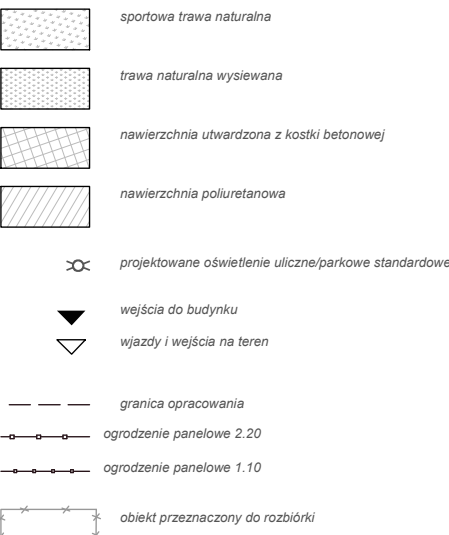 sportowa trawa naturalna
trawa naturalna wysiewana
nawierzchnia utwardzona z kostki betonowej
nawierzchnia poliuretanowa
projektowane oświetlenie uliczne/parkowe standardowe
wejścia do budynku
wjazdy i wejścia na teren
granica opracowania
ogrodzenie panelowe 2.20
ogrodzenie panelowe 1.10
obiekt przeznaczony do rozbiórki